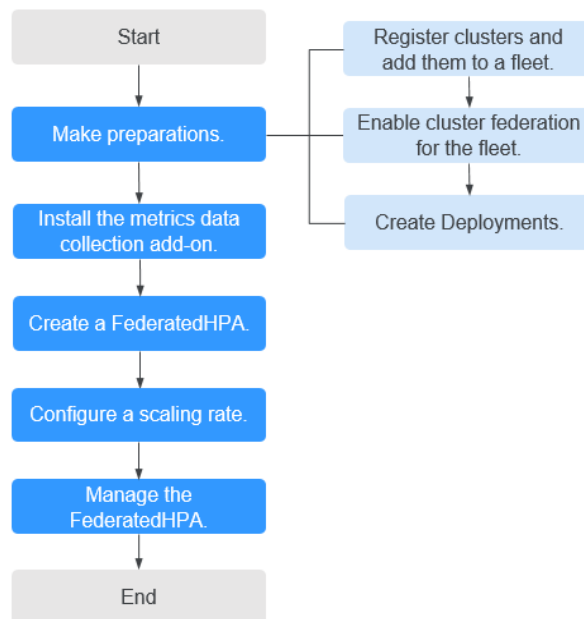 Start
Make preparations.
Register clusters and
add them to a fleet.
Enable cluster federation
for the fleet.
Create Deployments.
Install the metrics data
collection add-on.
Create a FederatedHPA.
Configure a scaling rate.
Manage the
FederatedHPA.
End